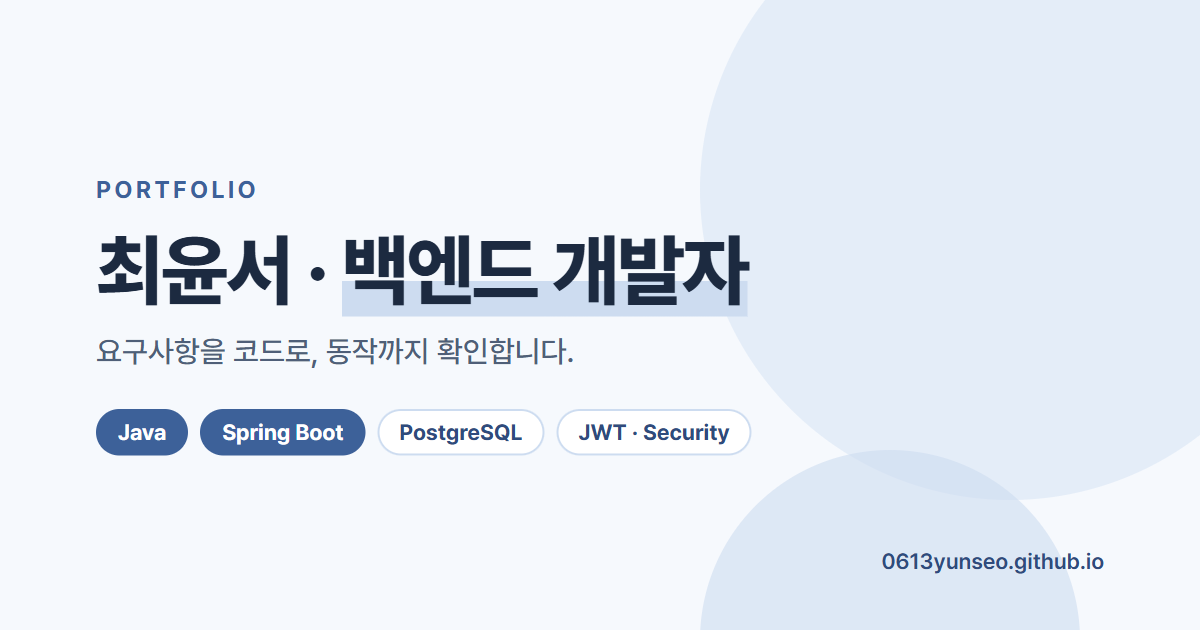 PORTFOLIO
최윤서 · 백엔드 개발자
요구사항을 코드로, 동작까지 확인합니다.
Java Spring Boot PostgreSQL JWT · Security
0613yunseo.github.io